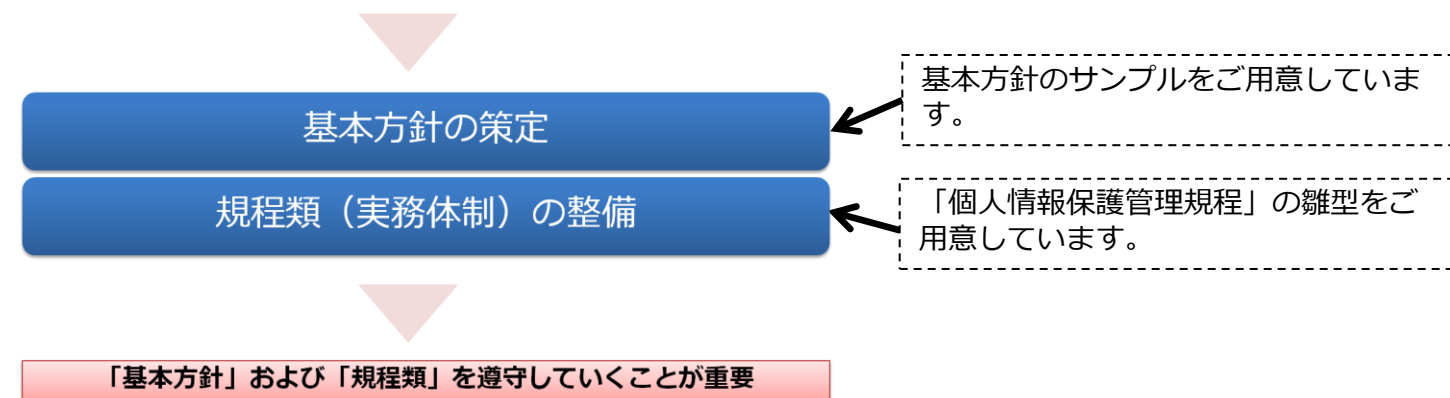 基本方針の策定
基本方針のサンプルをご用意していま
す。
規程類（実務体制）の整備
「個人情報保護管理規程」の雛型をご
用意しています。
「基本方針」および「規程類」を遵守していくことが重要